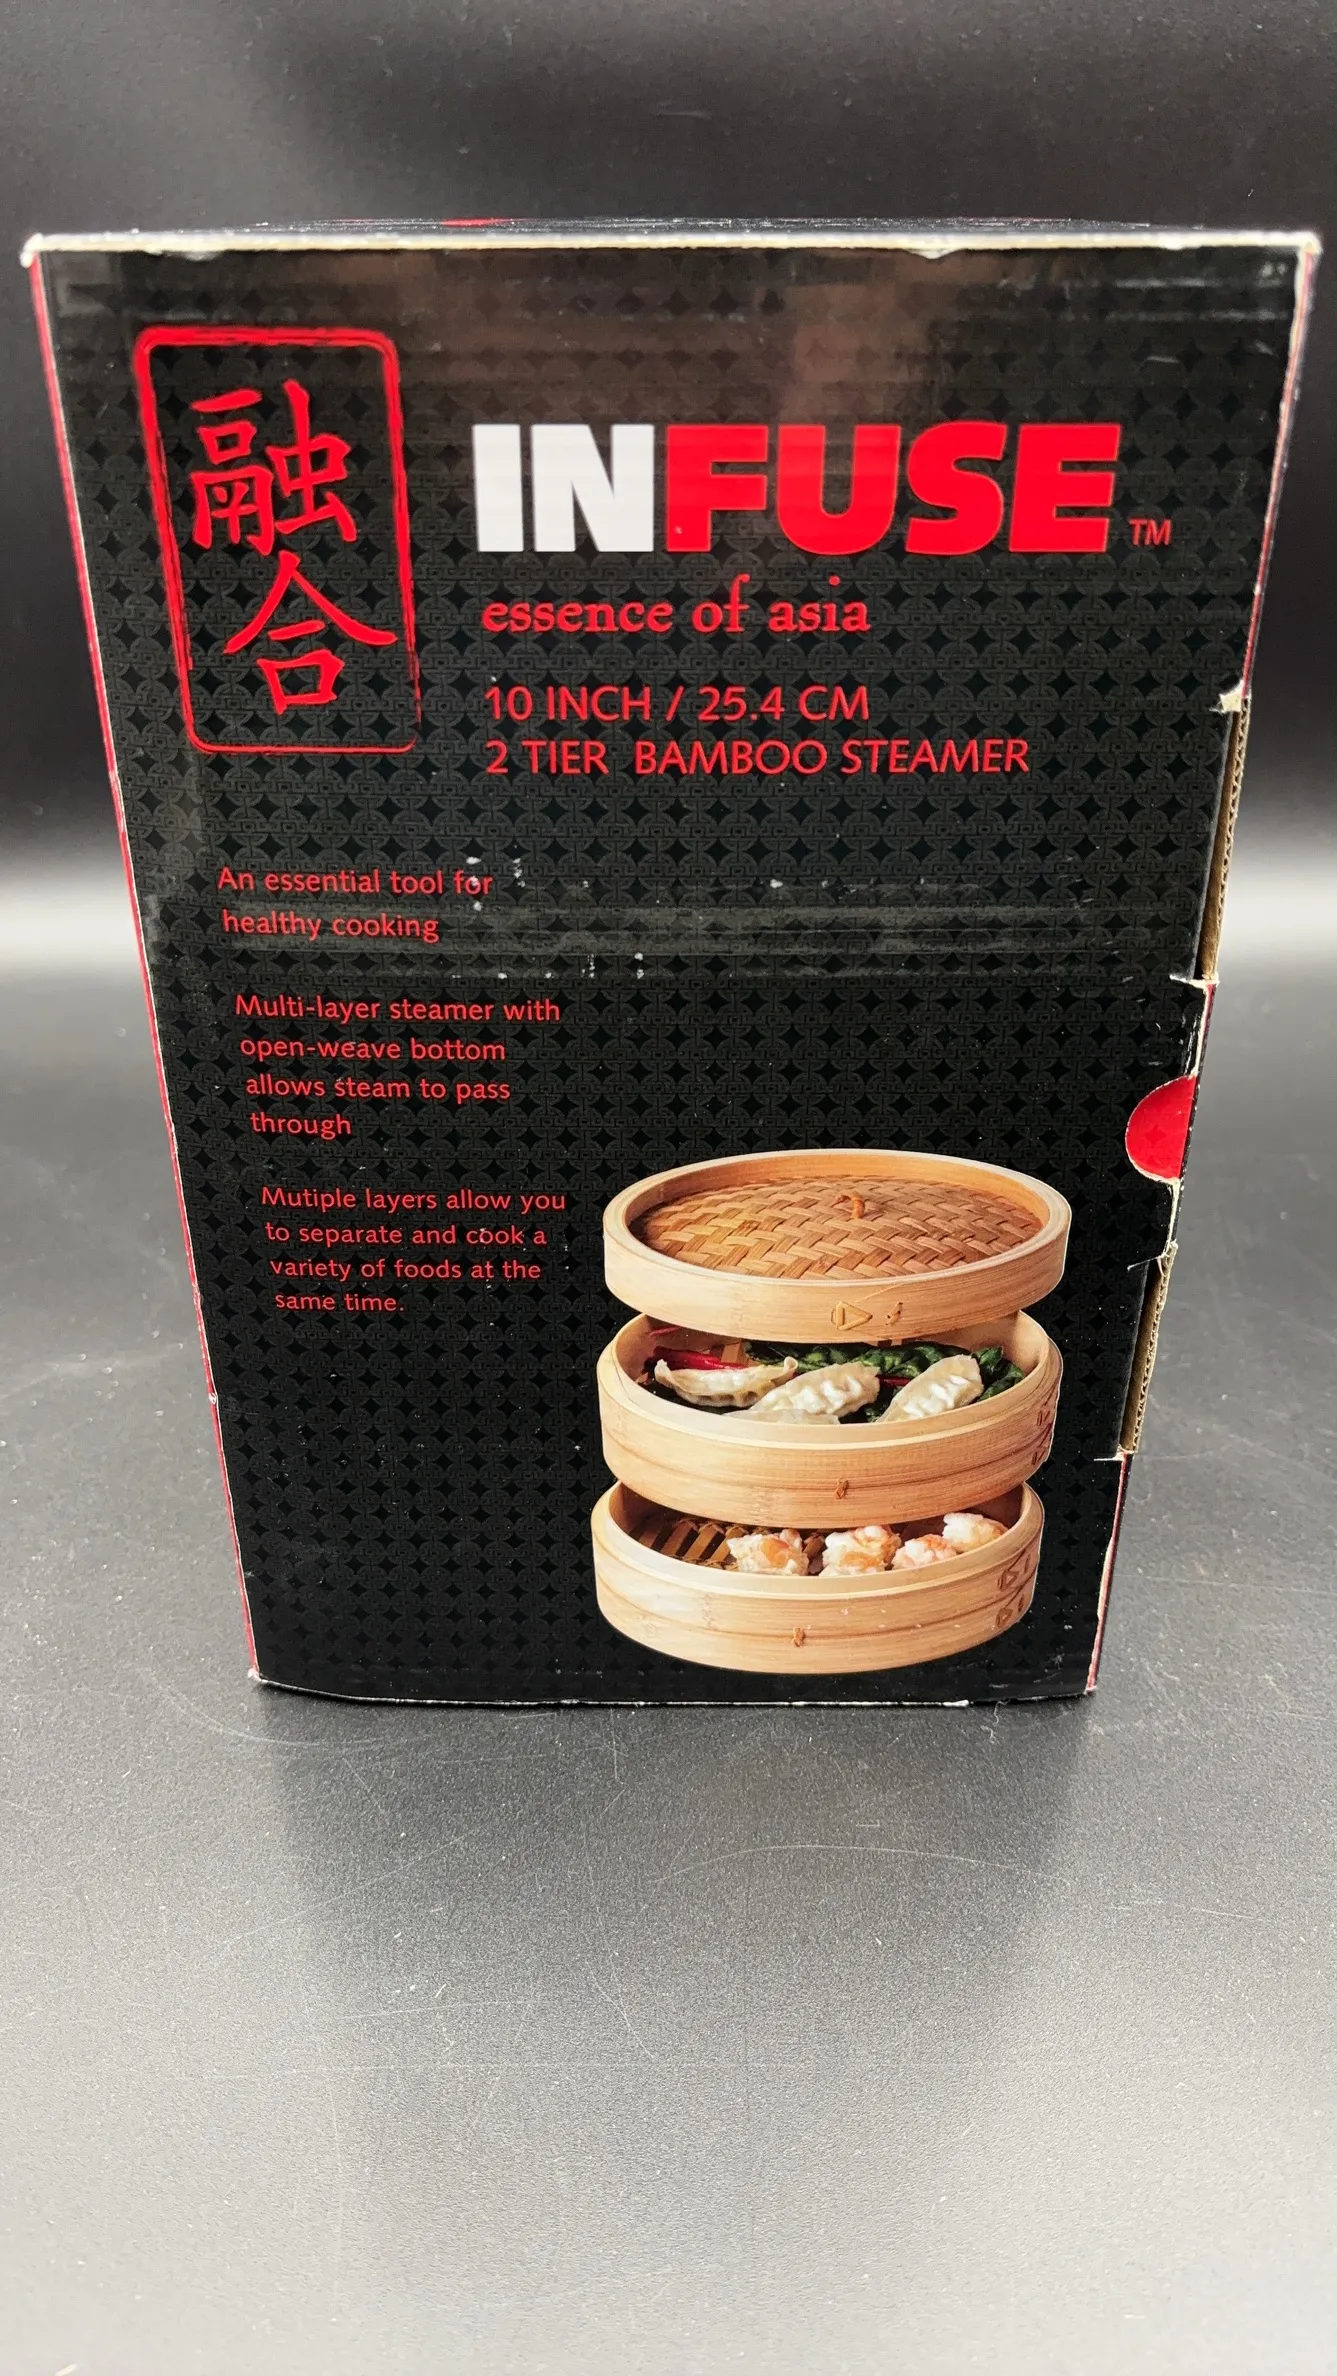 融
合
INFUSE TM
essence of asia
10 INCH / 25.4 CM
2 TIER BAMBOO STEAMER
An essential tool for
healthy cooking
Multi-layer steamer with
open-weave bottom
allows steam to pass
through
Mutiple layers allow you
to separate and cook a
variety of foods at the
same time.